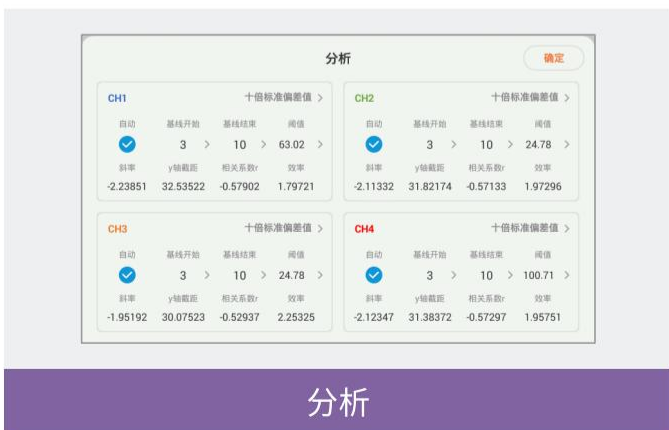 分析
确定
CH1 十倍标准偏差值 >
自动 基线开始 基线结束 阈值
3 > 10 > 63.02 >
斜率 y轴截距 相关系数r 效率
-2.23851 32.53522 -0.57902 1.79721
CH2 十倍标准偏差值 >
自动 基线开始 基线结束 阈值
3 > 10 > 24.78 >
斜率 y轴截距 相关系数r 效率
-2.11332 31.82174 -0.57133 1.97296
CH3 十倍标准偏差值 >
自动 基线开始 基线结束 阈值
3 > 10 > 24.78 >
斜率 y轴截距 相关系数r 效率
-1.95192 30.07523 -0.52937 2.25325
CH4 十倍标准偏差值 >
自动 基线开始 基线结束 阈值
3 > 10 > 100.71 >
斜率 y轴截距 相关系数r 效率
-2.12347 31.38372 -0.57297 1.95751
分析